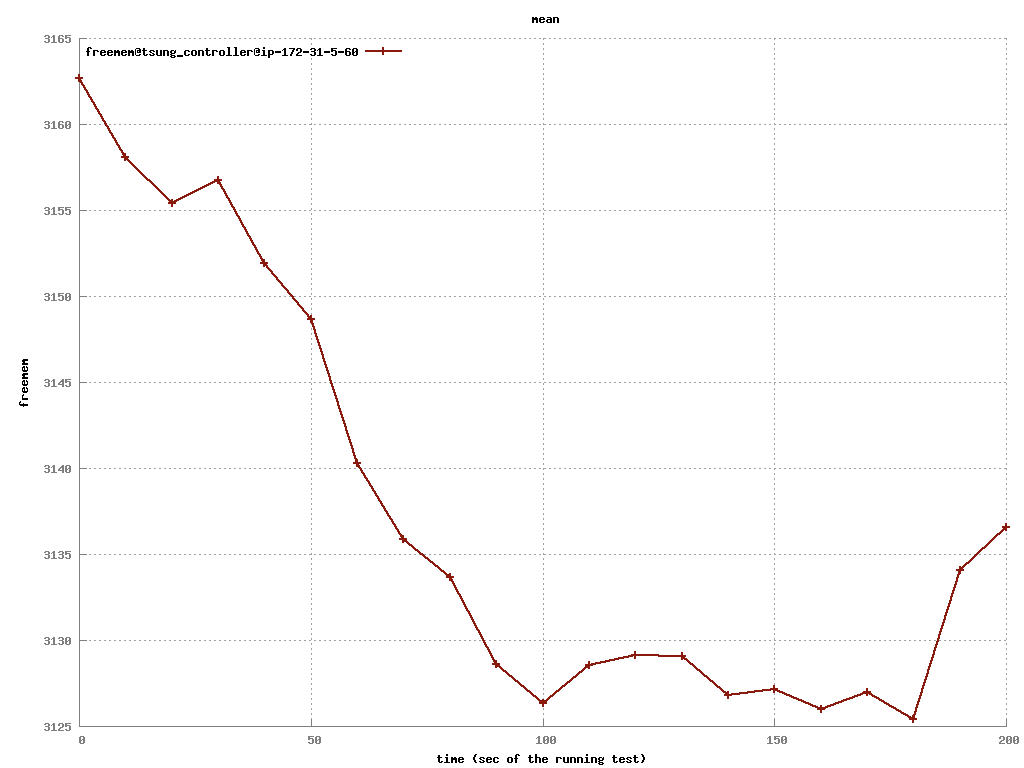 mean
freemem@tsung_controller@ip-172-31-5-60
3165
3160
3155
3150
3145
3140
3135
3130
3125
freemem
0 50 100 150 200
time (sec of the running test)